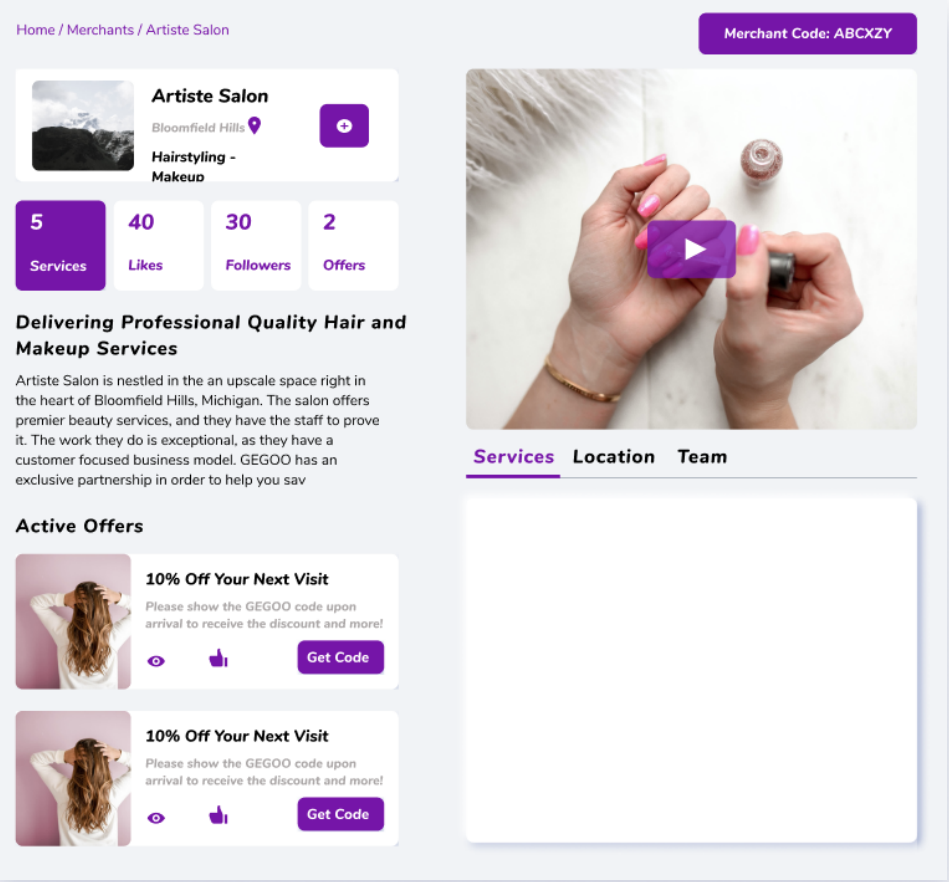 Home / Merchants / Artiste Salon
Merchant Code: ABCXZY
Artiste Salon
Bloomfield Hills
Hairstyling -
Makeup
5
Services
40
Likes
30
Followers
2
Offers
Delivering Professional Quality Hair and
Makeup Services
Artiste Salon is nestled in the an upscale space right in
the heart of Bloomfield Hills, Michigan. The salon offers
premier beauty services, and they have the staff to prove
it. The work they do is exceptional, as they have a
customer focused business model. GEGOO has an
exclusive partnership in order to help you sav
Active Offers
10% Off Your Next Visit
Please show the GEGOO code upon
arrival to receive the discount and more!
Get Code
10% Off Your Next Visit
Please show the GEGOO code upon
arrival to receive the discount and more!
Get Code
Services Location Team